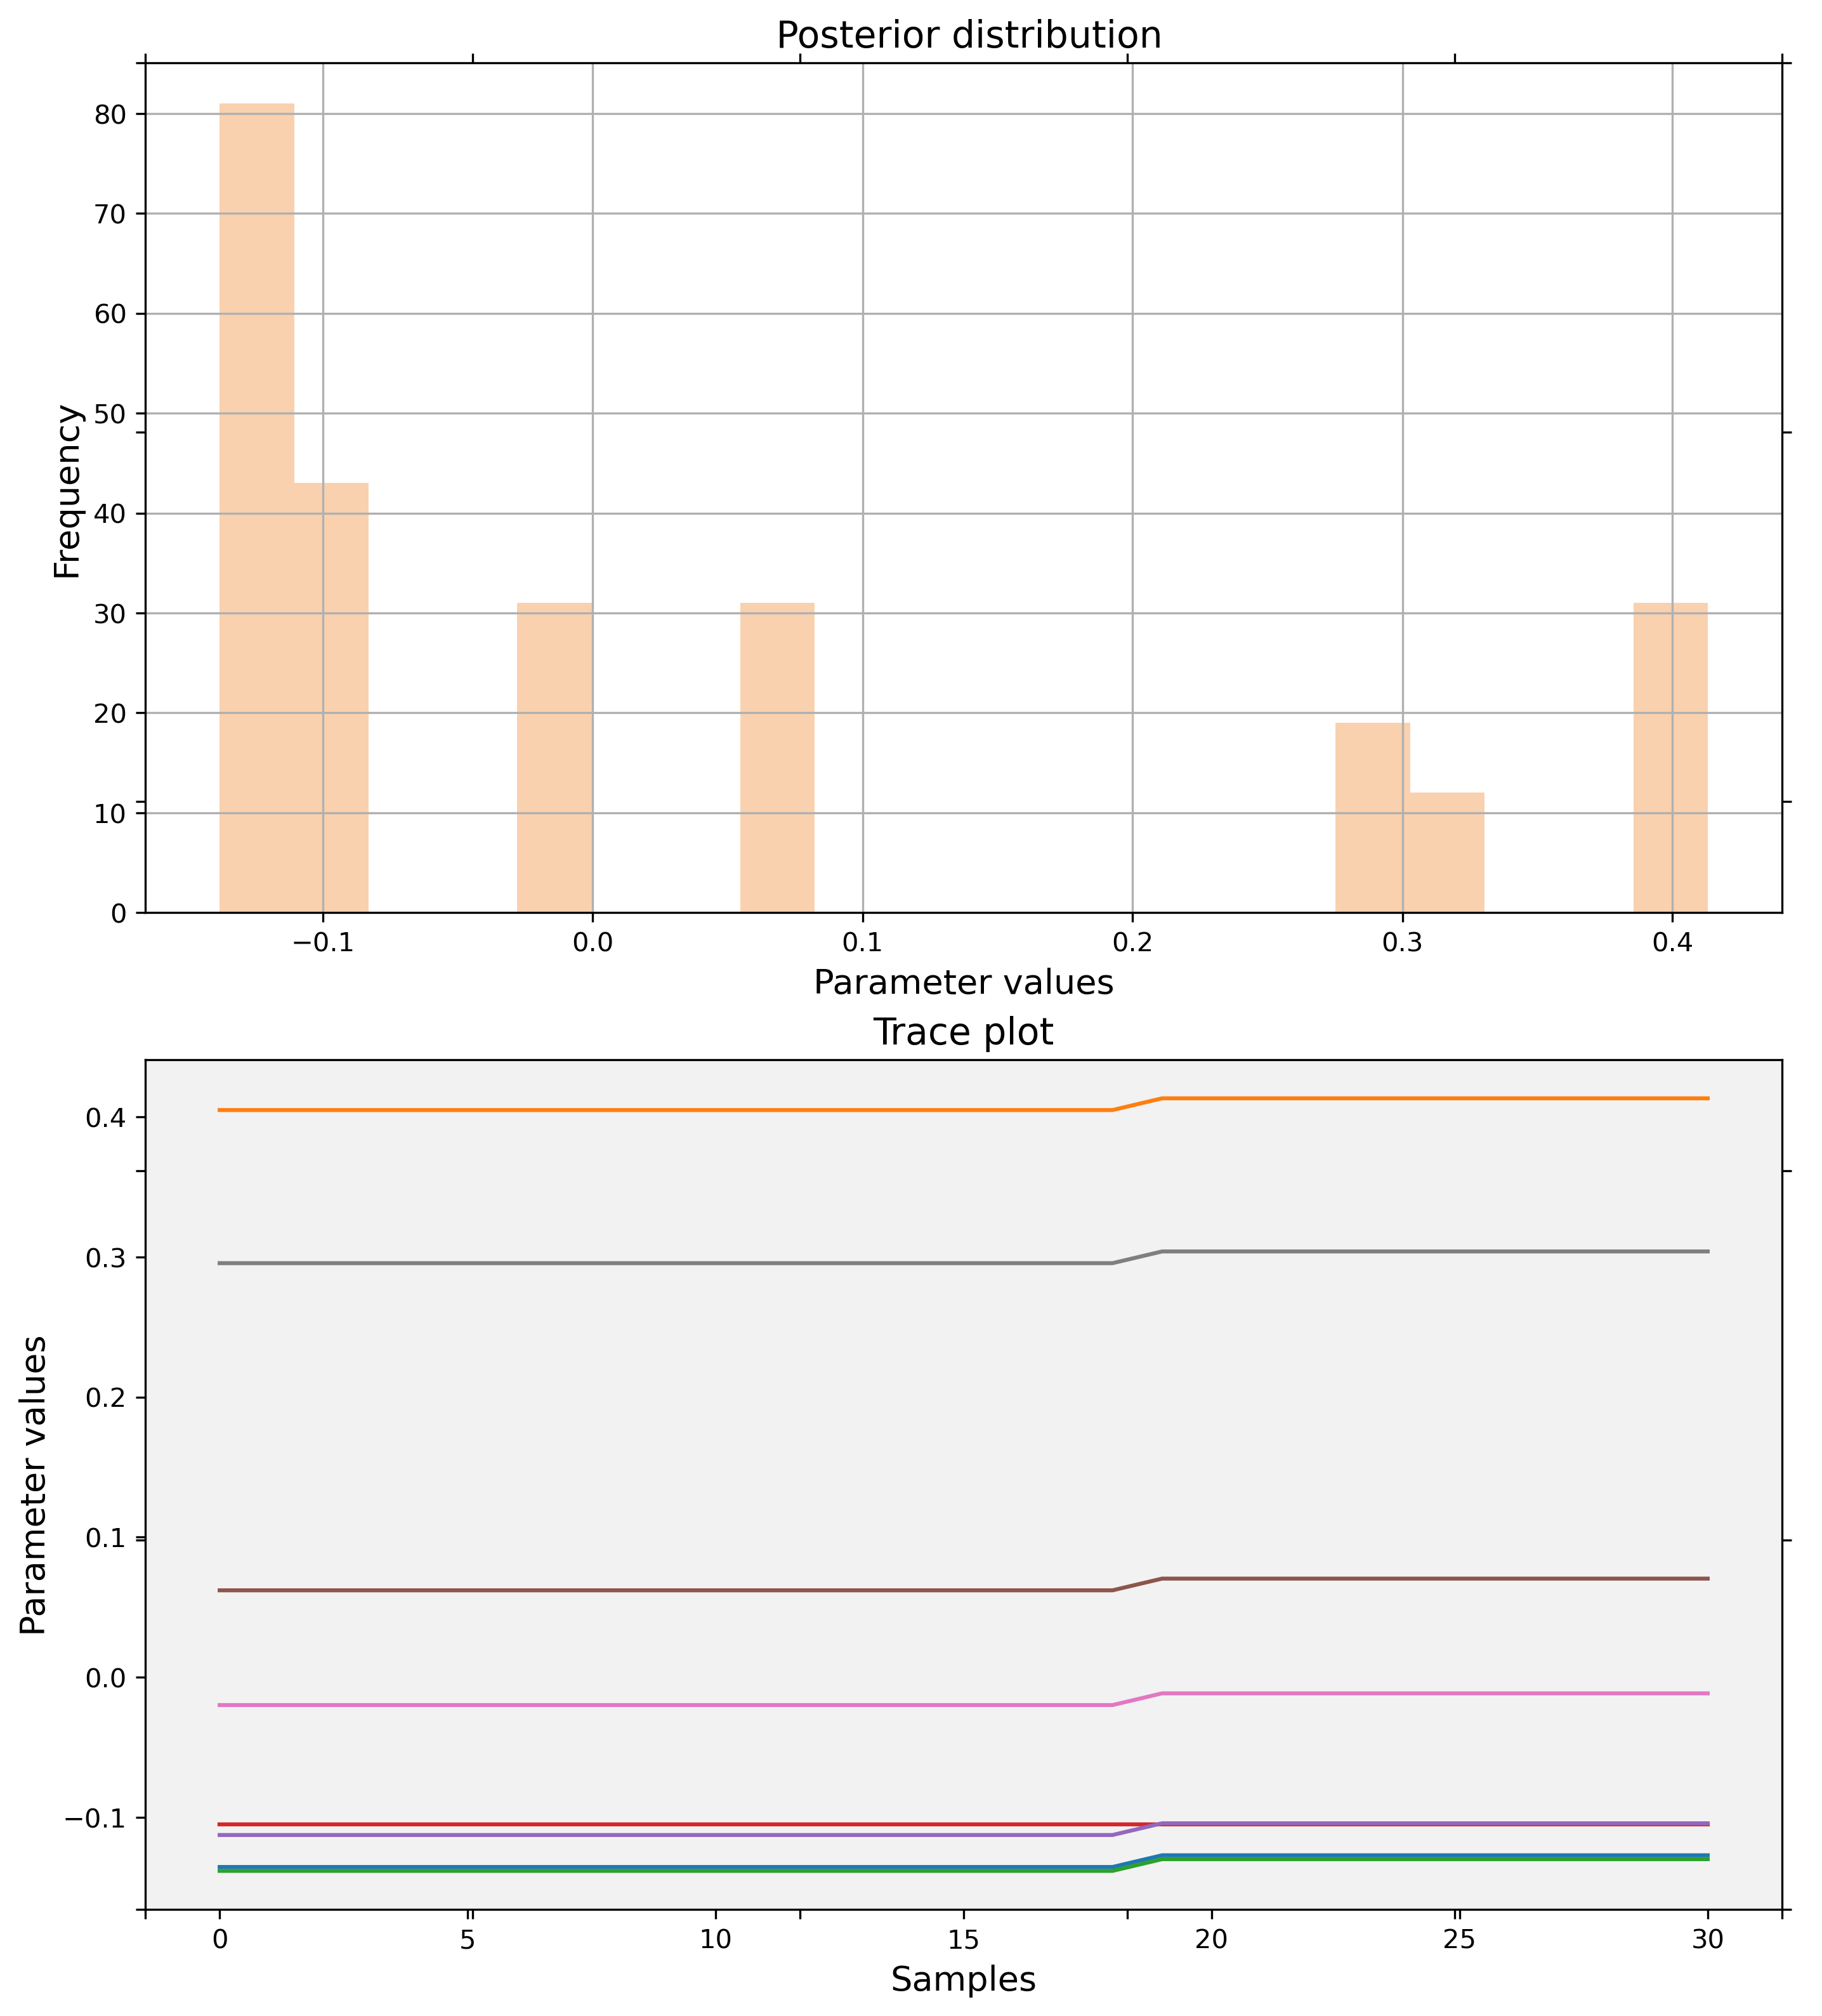 Posterior distribution
80
70
60
50
40
30
20
10
0
Frequency
−0.1 0.0 0.1 0.2 0.3 0.4
Parameter values
Trace plot
0.4
0.3
0.2
0.1
0.0
−0.1
Parameter values
0 5 10 15 20 25 30
Samples